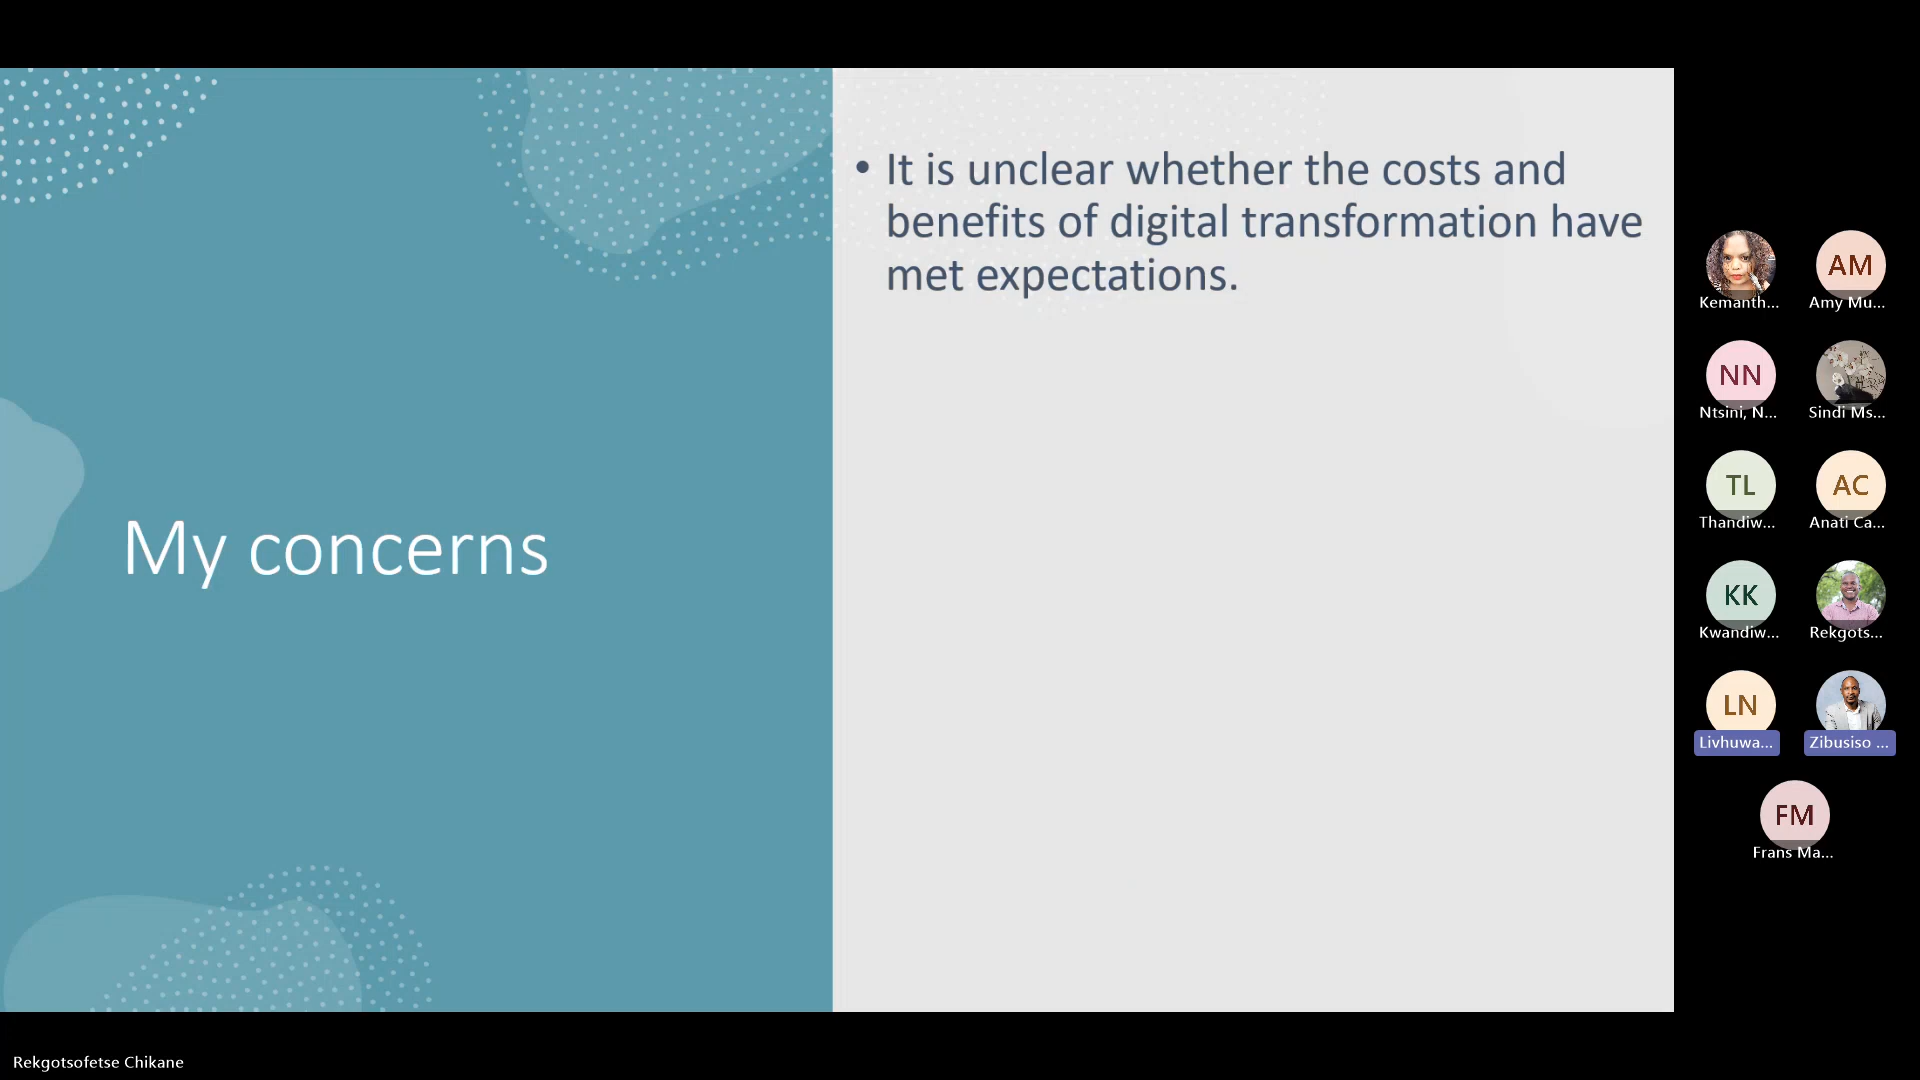 My concerns
• It is unclear whether the costs and
benefits of digital transformation have
met expectations.
Kemanth...
AM
Amy Mu...
NN
Ntsini, N...
Sindi Ms...
TL
Thandiw...
AC
Anati Ca...
KK
Kwandiw...
Rekgots...
LN
Livhuwa...
Zibusiso ...
FM
Frans Ma...
Rekgotsofetse Chikane